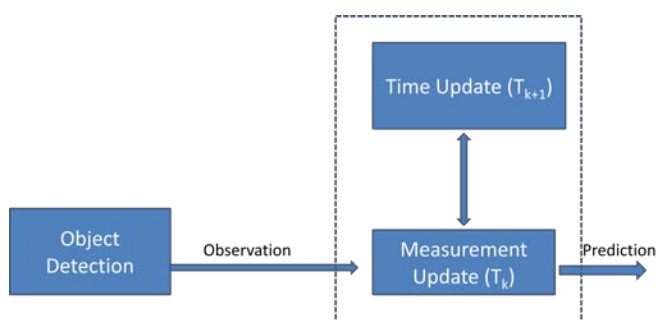 Time Update (Tk+1)
Object
Detection
Observation
Measurement
Update (Tk)
Prediction